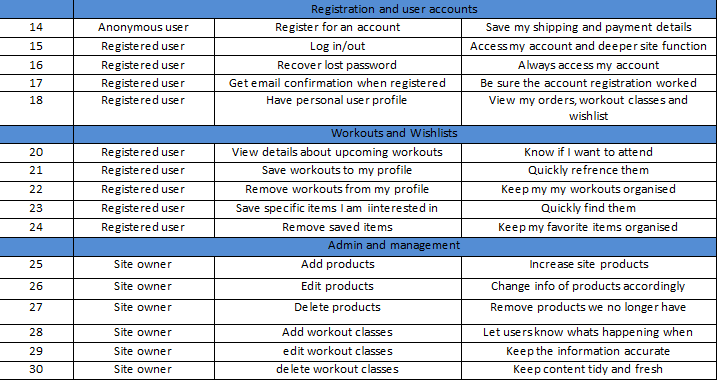 Registration and user accounts
14 Anonymous user Register for an account Save my shipping and payment details
15 Registered user Log in/out Access my account and deeper site function
16 Registered user Recover lost password Always access my account
17 Registered user Get email confirmation when registered Be sure the account registration worked
18 Registered user Have personal user profile View my orders, workout classes and
wishlist
Workouts and Wishlists
20 Registered user View details about upcoming workouts Know if I want to attend
21 Registered user Save workouts to my profile Quickly refrence them
22 Registered user Remove workouts from my profile Keep my my workouts organised
23 Registered user Save specific items I am iinterested in Quickly find them
24 Registered user Remove saved items Keep my favorite items organised
Admin and management
25 Site owner Add products Increase site products
26 Site owner Edit products Change info of products accordingly
27 Site owner Delete products Remove products we no longer have
28 Site owner Add workout classes Let users know whats happening when
29 Site owner edit workout classes Keep the information accurate
30 Site owner delete workout classes Keep content tidy and fresh